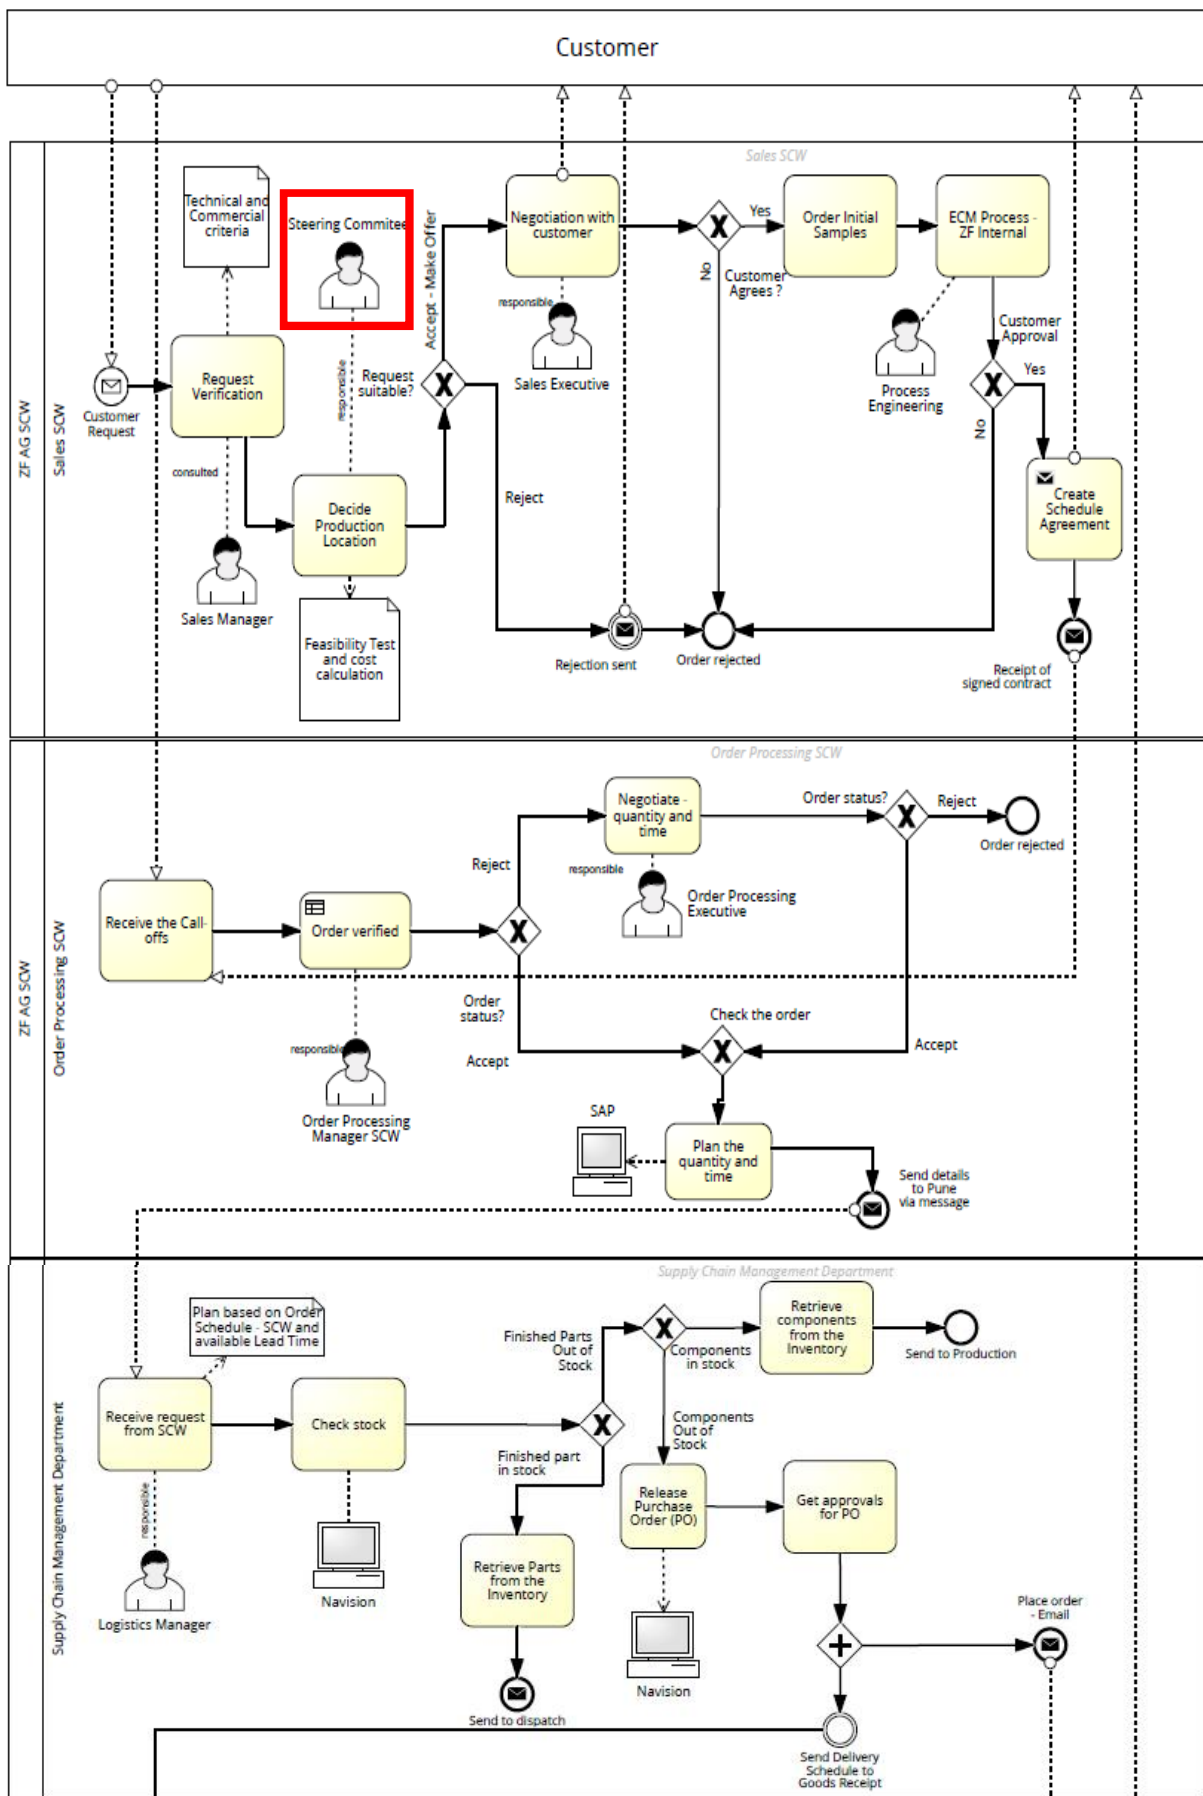 Customer
ZF AG SCW
Sales SCW
Sales SCW
Technical and
Commercial
criteria
Steering Commitee
Accept - Make Offer
Negotiation with
customer
Yes
Order Initial
Samples
ECM Process -
ZF Internal
No
Customer
Agrees ?
responsible
Sales Executive
Customer
Approval
Process
Engineering
Yes
No
Request
Verification
Customer
Request
Request
suitable?
responsible
consulted
Reject
Decide
Production
Location
Create
Schedule
Agreement
Sales Manager
Feasibility Test
and cost
calculation
Rejection sent
Order rejected
Receipt of
signed contract
ZF AG SCW
Order Processing SCW
Order Processing SCW
Negotiate -
quantity and
time
Order status?
Reject
Order rejected
Reject
responsible
Order Processing
Executive
Receive the Call-
offs
Order verified
Order
status?
Check the order
Accept
Accept
responsible
Order Processing
Manager SCW
SAP
Plan the
quantity and
time
Send details
to Pune
via message
Supply Chain Management Department
Supply Chain Management Department
Plan based on Order
Schedule - SCW and
available Lead Time
Finished Parts
Out of
Stock
Components
in stock
Retrieve
components
from the
Inventory
Send to Production
Receive request
from SCW
Check stock
Components
Out of
Stock
Finished part
in stock
responsible
Logistics Manager
Navision
Release
Purchase
Order (PO)
Get approvals
for PO
Retrieve Parts
from the
Inventory
Place order
- Email
Navision
Send to dispatch
Send Delivery
Schedule to
Goods Receipt